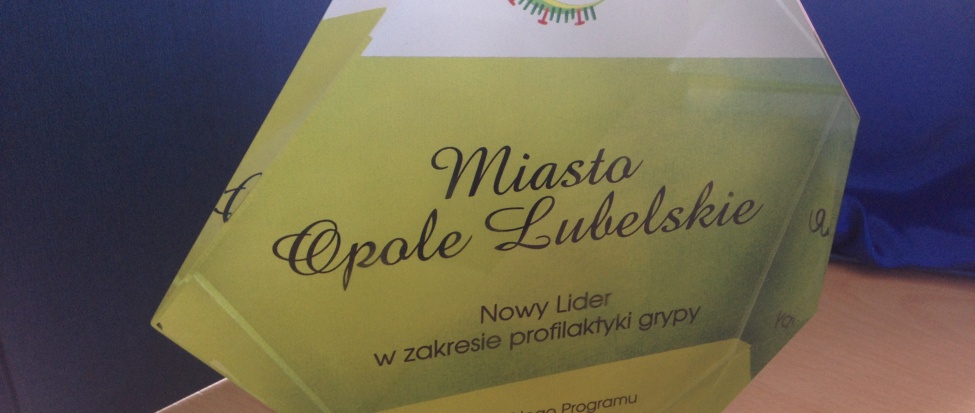 Miasto
Opole Lubelskie
Nowy Lider
w zakresie profilaktyki grypy
Programu